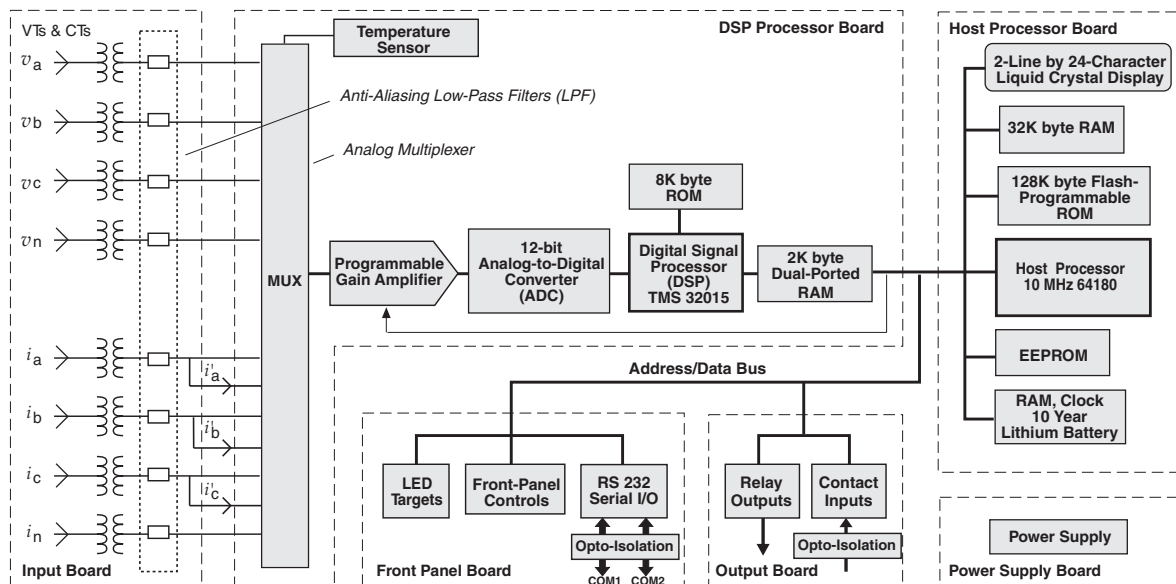 VTs & CTs
va
vb
vc
vn
ia
ib
ic
in
i'a
i'b
i'c
Input Board
Temperature
Sensor
DSP Processor Board
Anti-Aliasing Low-Pass Filters (LPF)
Analog Multiplexer
MUX
Programmable
Gain Amplifier
12-bit
Analog-to-Digital
Converter
(ADC)
8K byte
ROM
Digital Signal
Processor
(DSP)
TMS 32015
2K byte
Dual-Ported
RAM
Host Processor Board
2-Line by 24-Character
Liquid Crystal Display
32K byte RAM
128K byte Flash-
Programmable
ROM
Host Processor
10 MHz 64180
EEPROM
RAM, Clock
10 Year
Lithium Battery
Address/Data Bus
LED
Targets
Front-Panel
Controls
RS 232
Serial I/O
Opto-Isolation
COM1 COM2
Front Panel Board
Relay
Outputs
Contact
Inputs
Opto-Isolation
Output Board
Power Supply
Power Supply Board